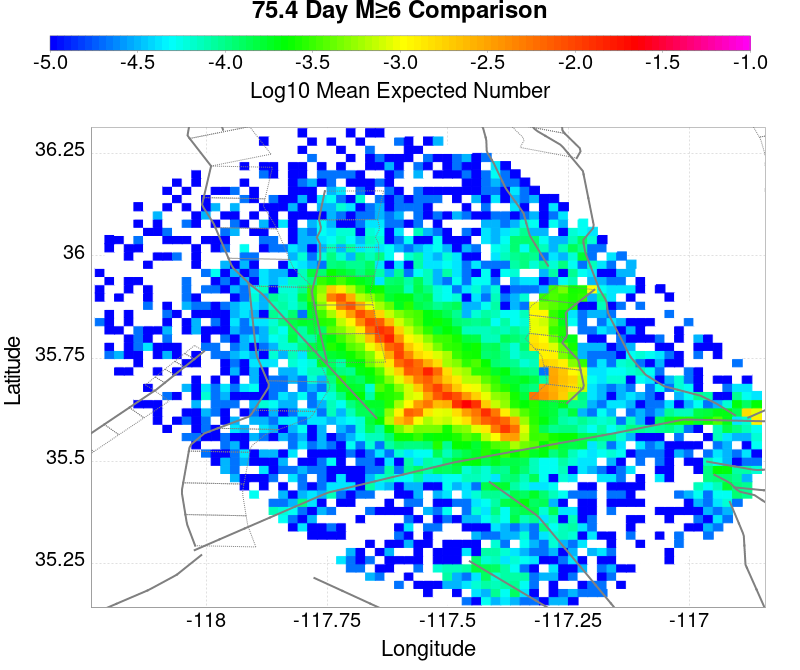 75.4 Day M≥6 Comparison
-5.0 -4.5 -4.0 -3.5 -3.0 -2.5 -2.0 -1.5 -1.0
Log10 Mean Expected Number
36.25
36
35.75
35.5
35.25
Latitude
-118 -117.75 -117.5 -117.25 -117
Longitude